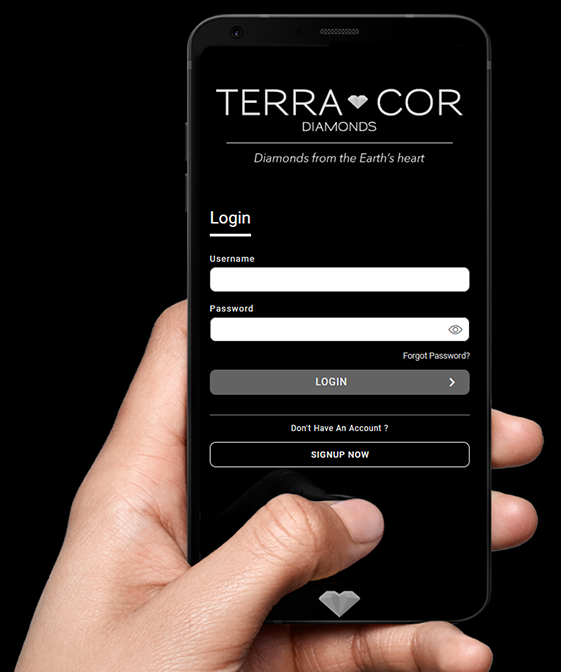 TERRA COR
DIAMONDS
Diamonds from the Earth's heart
Login
Username
Password
Forgot Password?
LOGIN
Don't Have An Account ?
SIGNUP NOW